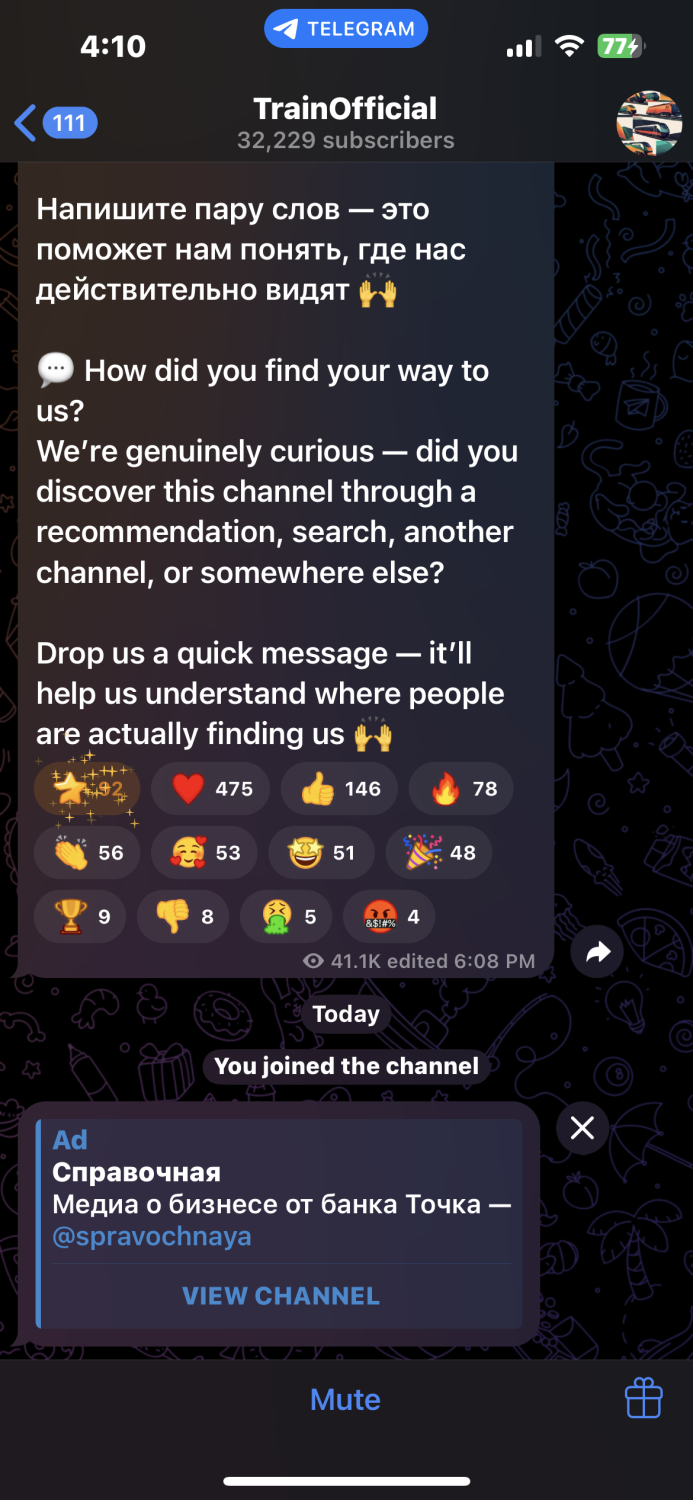 4:10
TELEGRAM
77
111
TrainOfficial
32,229 subscribers
Напишите пару слов — это
поможет нам понять, где нас
действительно видят 🙌
💬 How did you find your way to
us?
We’re genuinely curious — did you
discover this channel through a
recommendation, search, another
channel, or somewhere else?
Drop us a quick message — it’ll
help us understand where people
are actually finding us 🙌
⭐ 92 ❤️ 475 👍 146 🔥 78
👏 56 🥰 53 🤩 51 🎉 48
🏆 9 👎 8 🤮 5 🤬 4
41.1K edited 6:08 PM
Today
You joined the channel
Ad
Справочная
Медиа о бизнесе от банка Точка —
@spravochnaya
VIEW CHANNEL
Mute